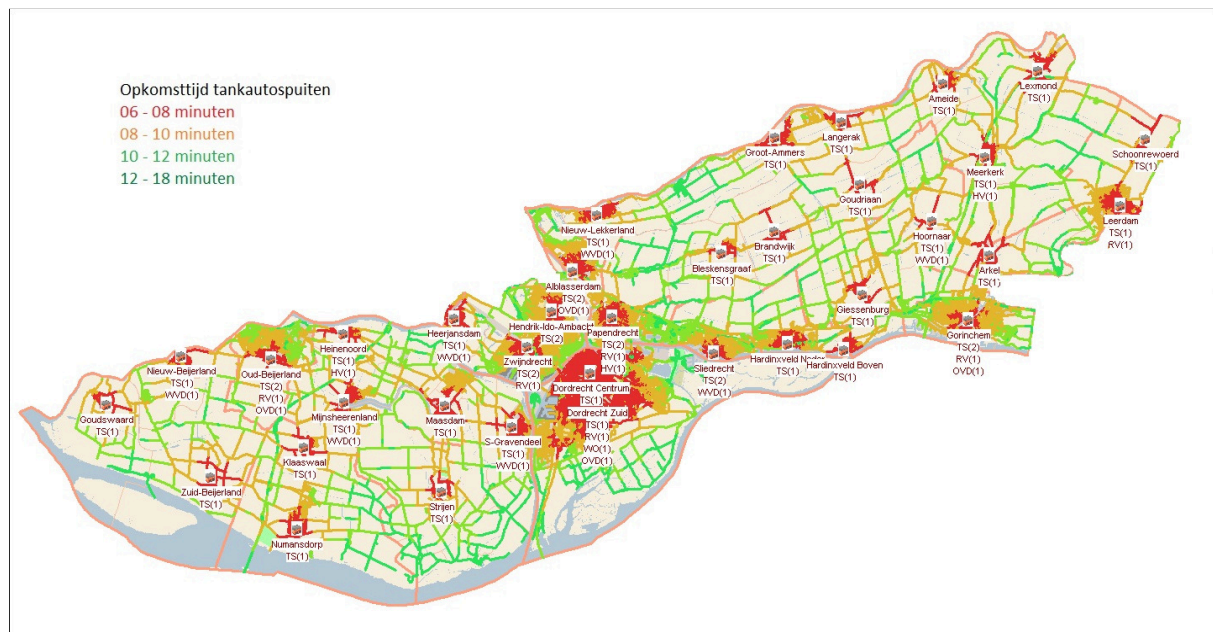 Opkomsttijd tankautospuiten
06 - 08 minuten
08 - 10 minuten
10 - 12 minuten
12 - 18 minuten
Lexmond
TS(1)
Ameide
TS(1)
Langerak
TS(1)
Groot-Ammers
TS(1)
Schoonrewoerd
TS(1)
Meerkerk
TS(1)
HV(1)
Goudriaan
TS(1)
Leerdam
TS(1)
RV(1)
Nieuw-Lekkerland
TS(1)
WVD(1)
Hoornaar
TS(1)
WVD(1)
Brandwijk
TS(1)
Bleskensgraaf
TS(1)
Arkel
TS(1)
Alblasserdam
TS(2)
OVD(1)
Giessenburg
TS(1)
Gorinchem
TS(2)
RV(1)
OVD(1)
Hendrik-Ido-Ambacht
TS(2)
Papendrecht
TS(2)
RV(1)
HV(1)
Heerjansdam
TS(1)
WVD(1)
Heinenoord
TS(1)
HV(1)
Zwijndrecht
TS(2)
RV(1)
Sliedrecht
TS(2)
WVD(1)
Hardinxveld Neder
TS(1)
Hardinxveld Boven
TS(1)
Nieuw-Beijerland
TS(1)
WVD(1)
Oud-Beijerland
TS(2)
RV(1)
OVD(1)
Dordrecht Centrum
TS(1)
Dordrecht Zuid
TS(1)
RV(1)
WO(1)
OVD(1)
Goudswaard
TS(1)
Mijnsheerenland
TS(1)
WVD(1)
Maasdam
TS(1)
S-Gravendeel
TS(1)
WVD(1)
Klaaswaal
TS(1)
Zuid-Beijerland
TS(1)
Strijen
TS(1)
Numansdorp
TS(1)